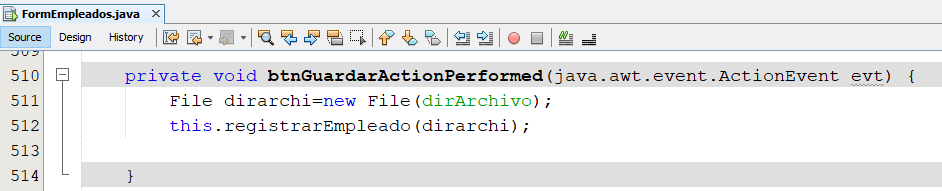 FormEmpleados.java
Source Design History
509
510 private void btnGuardarActionPerformed(java.awt.event.ActionEvent evt) {
511 File dirarchi=new File(dirArchivo);
512 this.registrarEmpleado(dirarchi);
513
514 }